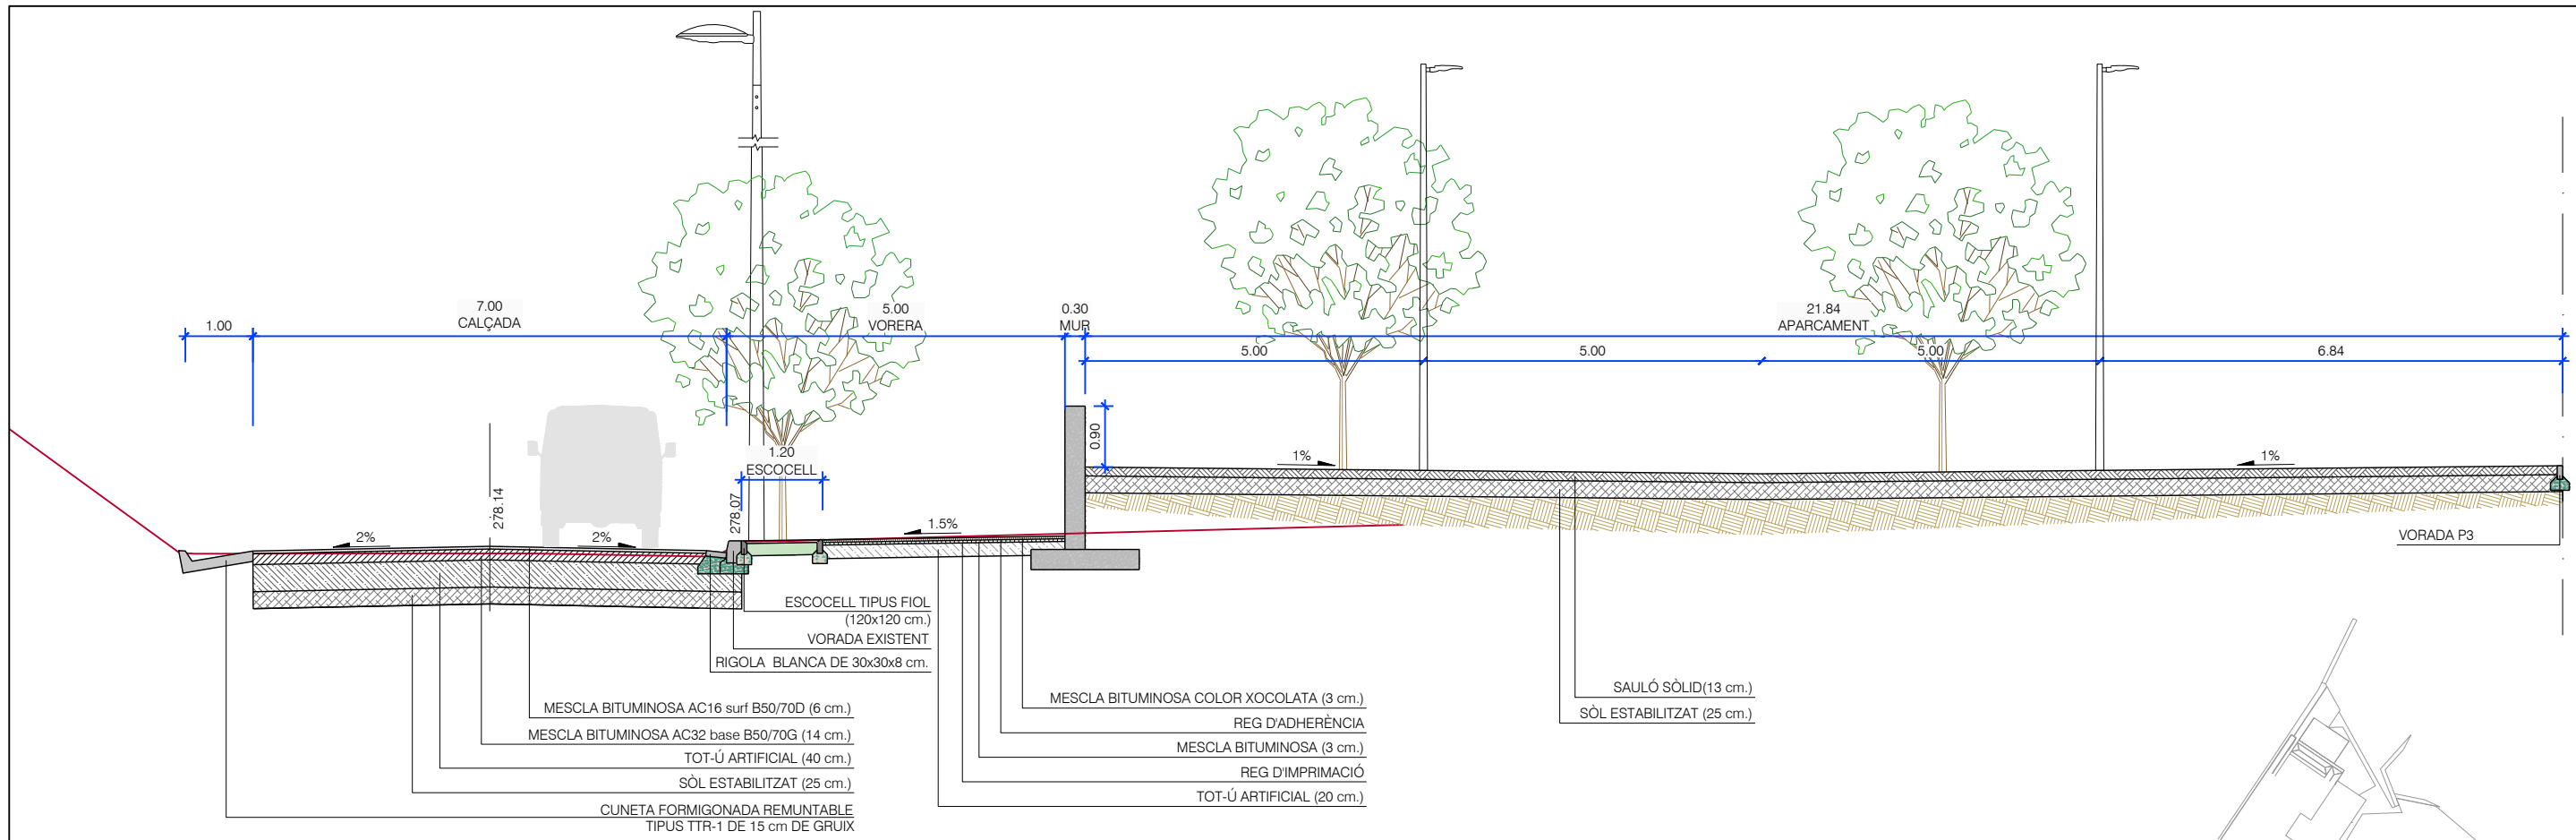 1.00
7.00
CALÇADA
5.00
VORERA
0.30
MUR
21.84
APARCAMENT
5.00
5.00
5.00
6.84
0.90
1.20
ESCOCELL
278.14
278.07
2%
2%
1.5%
1%
1%
VORADA P3
ESCOCELL TIPUS FIOL
(120x120 cm.)
VORADA EXISTENT
RIGOLA BLANCA DE 30x30x8 cm.
MESCLA BITUMINOSA AC16 surf B50/70D (6 cm.)
MESCLA BITUMINOSA AC32 base B50/70G (14 cm.)
TOT-Ú ARTIFICIAL (40 cm.)
SÒL ESTABILITZAT (25 cm.)
CUNETA FORMIGONADA REMUNTABLE
TIPUS TTR-1 DE 15 cm DE GRUIX
MESCLA BITUMINOSA COLOR XOCOLATA (3 cm.)
REG D'ADHERÈNCIA
MESCLA BITUMINOSA (3 cm.)
REG D'IMPRIMACIÓ
TOT-Ú ARTIFICIAL (20 cm.)
SAULÓ SÒLID(13 cm.)
SÒL ESTABILITZAT (25 cm.)